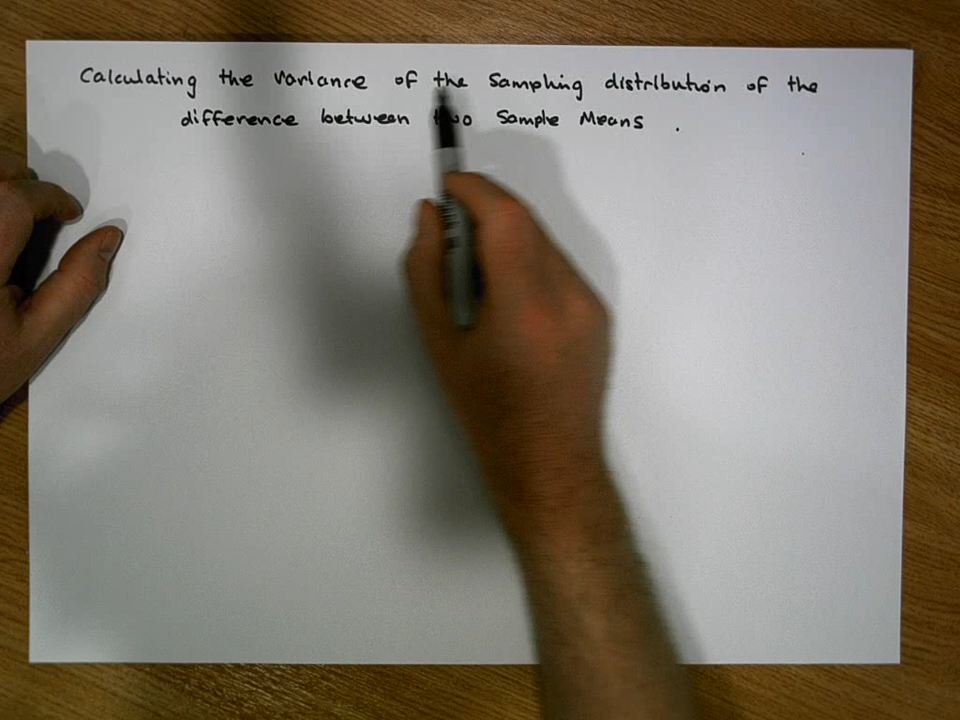 Calculating the variance of the sampling distribution of the
difference between two Sample Means .